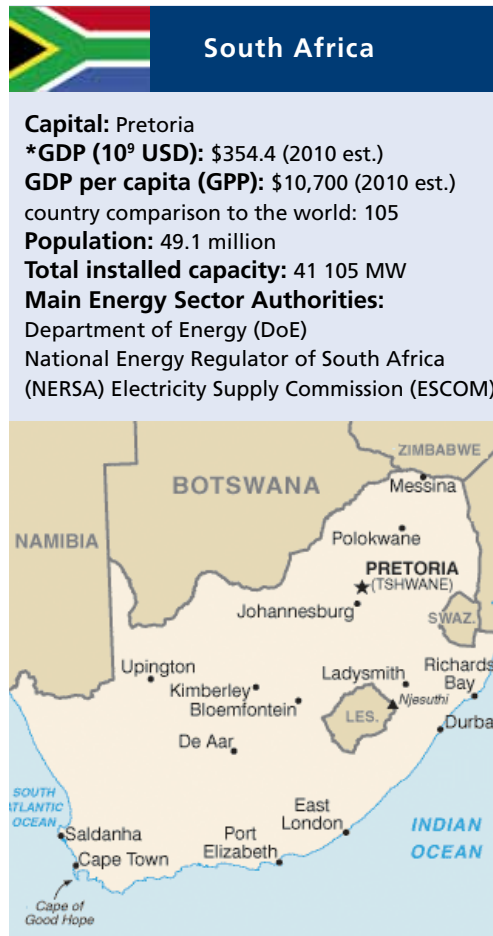 South Africa
Capital: Pretoria
*GDP (10⁹ USD): $354.4 (2010 est.)
GDP per capita (GPP): $10,700 (2010 est.)
country comparison to the world: 105
Population: 49.1 million
Total installed capacity: 41 105 MW
Main Energy Sector Authorities:
Department of Energy (DoE)
National Energy Regulator of South Africa
(NERSA) Electricity Supply Commission (ESCOM)
ZIMBABWE
BOTSWANA
Messina
NAMIBIA
Polokwane
PRETORIA
(TSHWANE)
Johannesburg
SWAZ.
Upington
Ladysmith
Richards
Bay
Kimberley
Njesuthi
Bloemfontein
LES.
Durba
De Aar
SOUTH
TLANTIC
OCEAN
East
London
Saldanha
Port
Elizabeth
INDIAN
OCEAN
Cape Town
Cape of
Good Hope